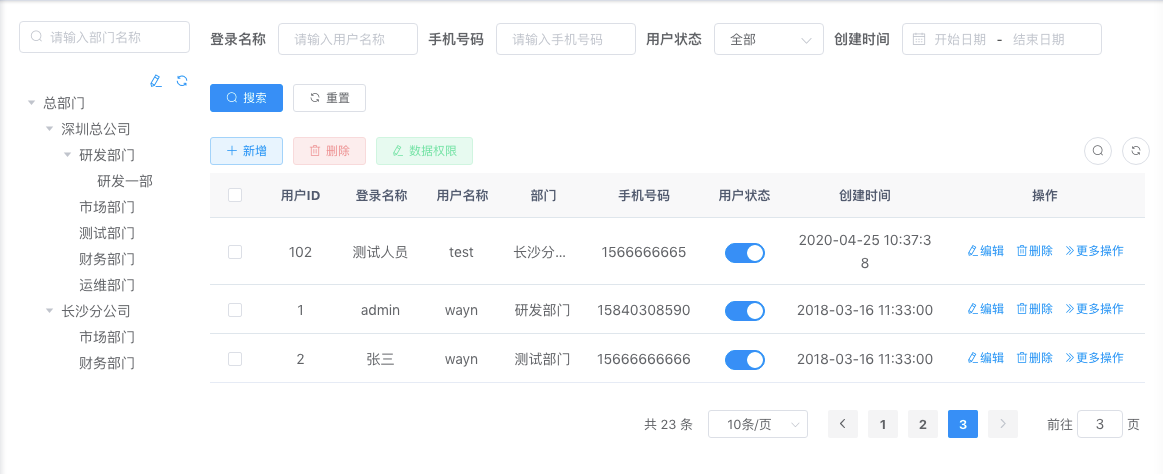 请输入部门名称
登录名称 请输入用户名称 手机号码 请输入手机号码 用户状态 全部 创建时间 开始日期 - 结束日期
搜索 重置
总部门
深圳总公司
研发部门
研发一部
市场部门
测试部门
财务部门
运维部门
长沙分公司
市场部门
财务部门
新增 删除 数据权限
用户ID 登录名称 用户名称 部门 手机号码 用户状态 创建时间 操作
102 测试人员 test 长沙分... 1566666665 2020-04-25 10:37:3
8 编辑 删除 更多操作
1 admin wayn 研发部门 15840308590 2018-03-16 11:33:00 编辑 删除 更多操作
2 张三 wayn 测试部门 15666666666 2018-03-16 11:33:00 编辑 删除 更多操作
共 23 条 10条/页 1 2 3 前往 3 页